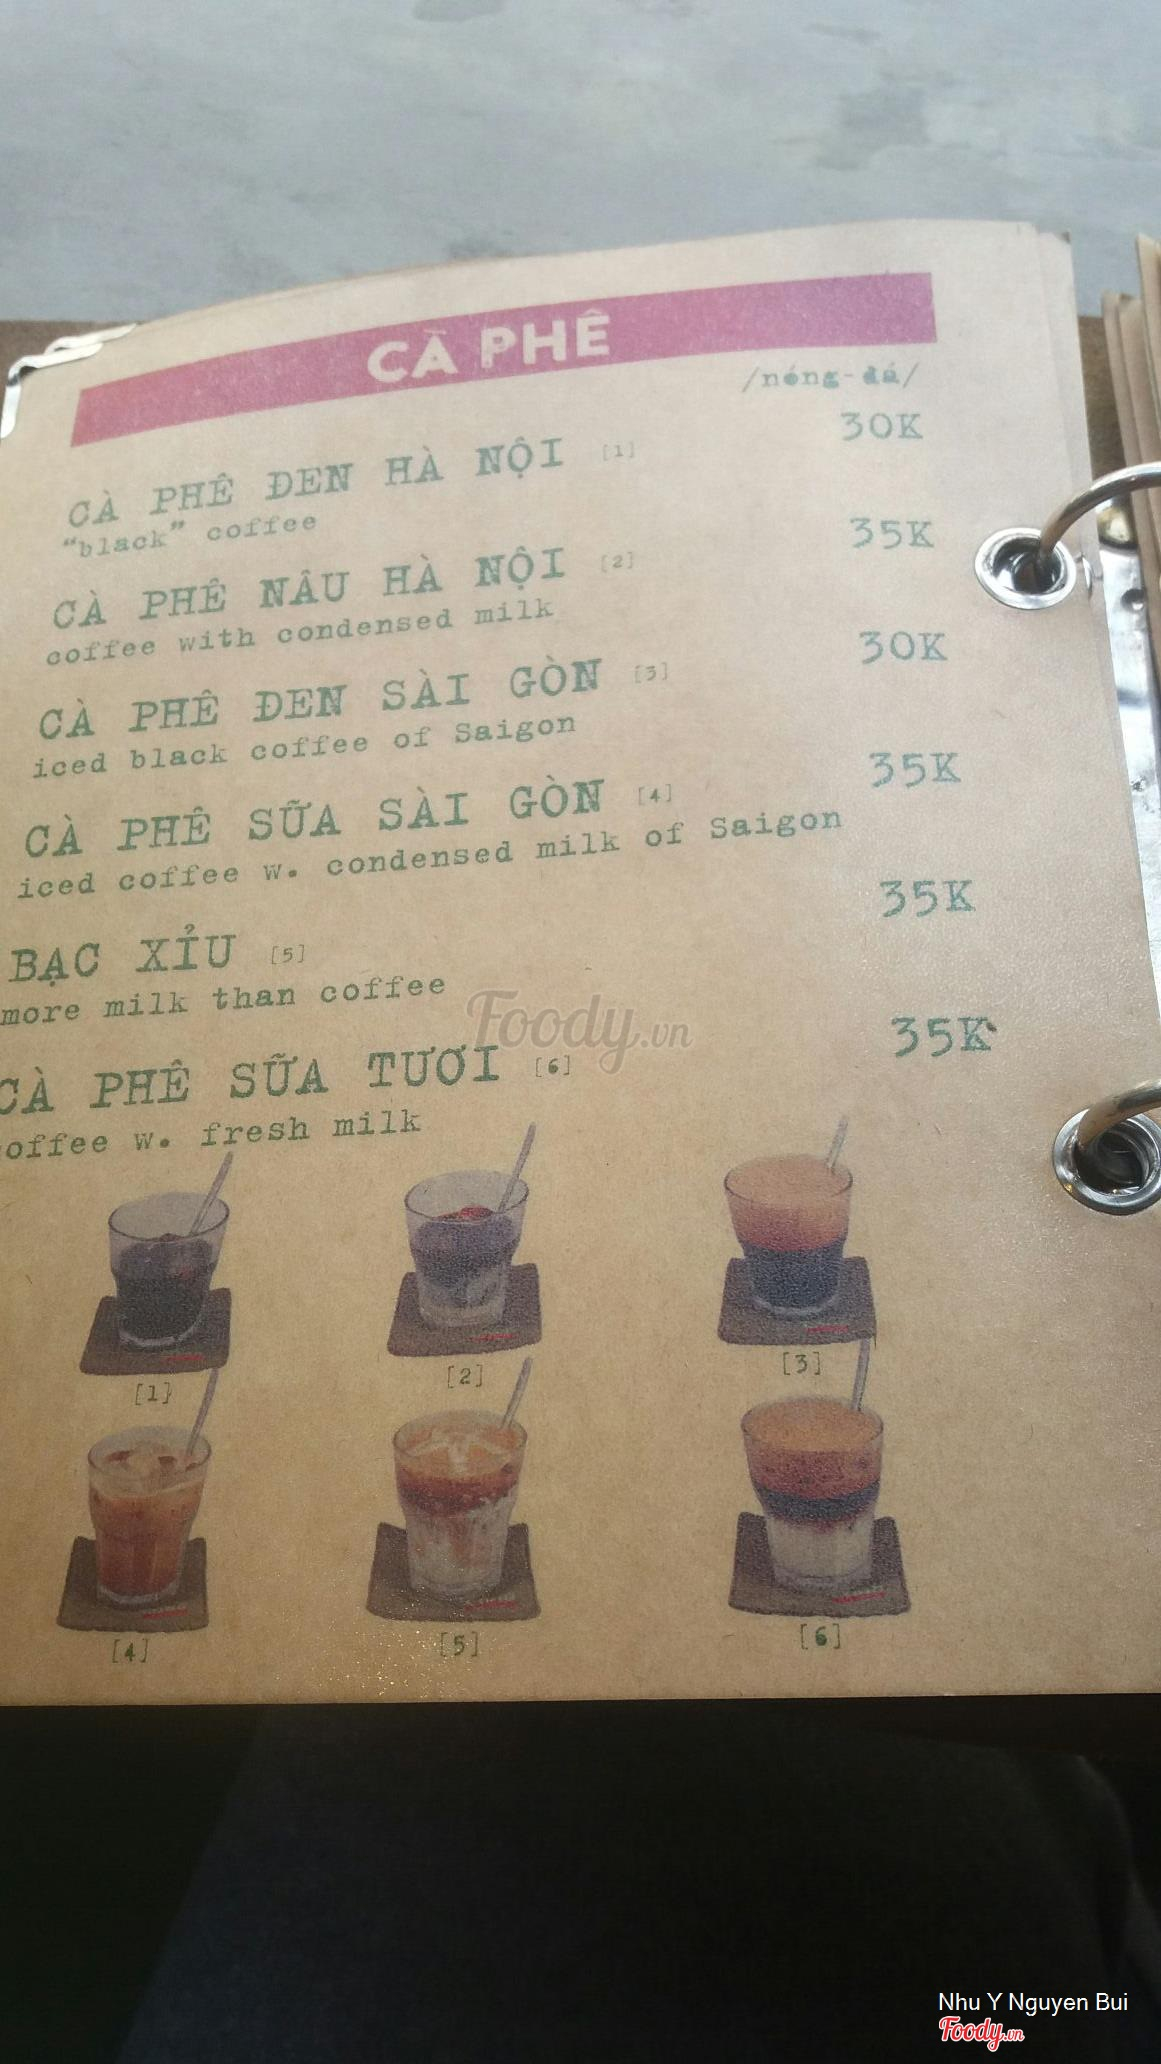 CÀ PHÊ
/nóng-đá/
CÀ PHÊ ĐEN HÀ NỘI [1] 30K
"black" coffee
CÀ PHÊ NÂU HÀ NỘI [2] 35K
coffee with condensed milk
CÀ PHÊ ĐEN SÀI GÒN [3] 30K
iced black coffee of Saigon
CÀ PHÊ SỮA SÀI GÒN [4] 35K
iced coffee w. condensed milk of Saigon
BẠC XỈU [5] 35K
more milk than coffee
Foody.vn
CÀ PHÊ SỮA TƯƠI [6] 35K
coffee w. fresh milk
[1] [2] [3]
[4] [5] [6]
Nhu Y Nguyen Bui
Foody.vn